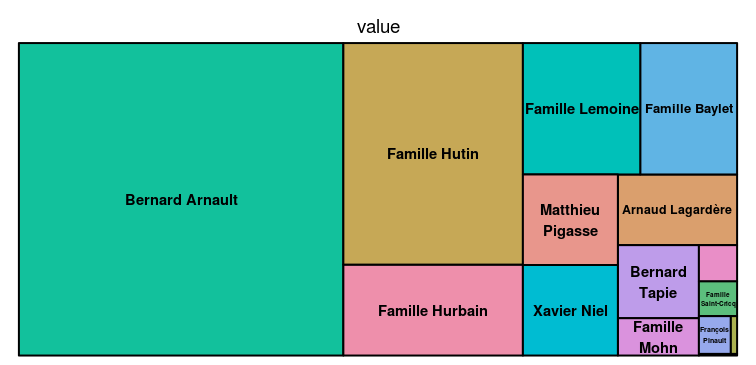 value
Bernard Arnault
Famille Hutin
Famille Hurbain
Famille Lemoine
Famille Baylet
Matthieu
Pigasse
Arnaud Lagardère
Xavier Niel
Bernard
Tapie
Famille
Mohn
Famille
Saint-Cricq
François
Pinault